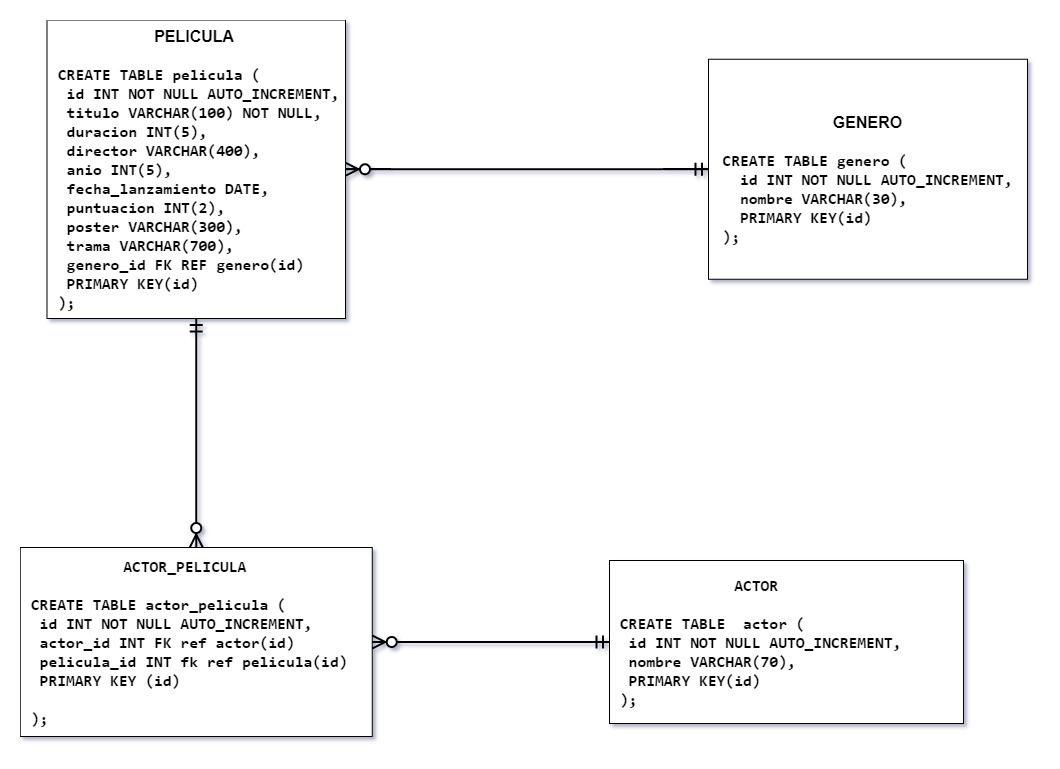 PELICULA
CREATE TABLE pelicula (
id INT NOT NULL AUTO_INCREMENT,
titulo VARCHAR(100) NOT NULL,
duracion INT(5),
director VARCHAR(400),
anio INT(5),
fecha_lanzamiento DATE,
puntuacion INT(2),
poster VARCHAR(300),
trama VARCHAR(700),
genero_id FK REF genero(id)
PRIMARY KEY(id)
);
GENERO
CREATE TABLE genero (
id INT NOT NULL AUTO_INCREMENT,
nombre VARCHAR(30),
PRIMARY KEY(id)
);
ACTOR_PELICULA
CREATE TABLE actor_pelicula (
id INT NOT NULL AUTO_INCREMENT,
actor_id INT FK ref actor(id)
pelicula_id INT fk ref pelicula(id)
PRIMARY KEY (id)
);
ACTOR
CREATE TABLE  actor (
id INT NOT NULL AUTO_INCREMENT,
nombre VARCHAR(70),
PRIMARY KEY(id)
);